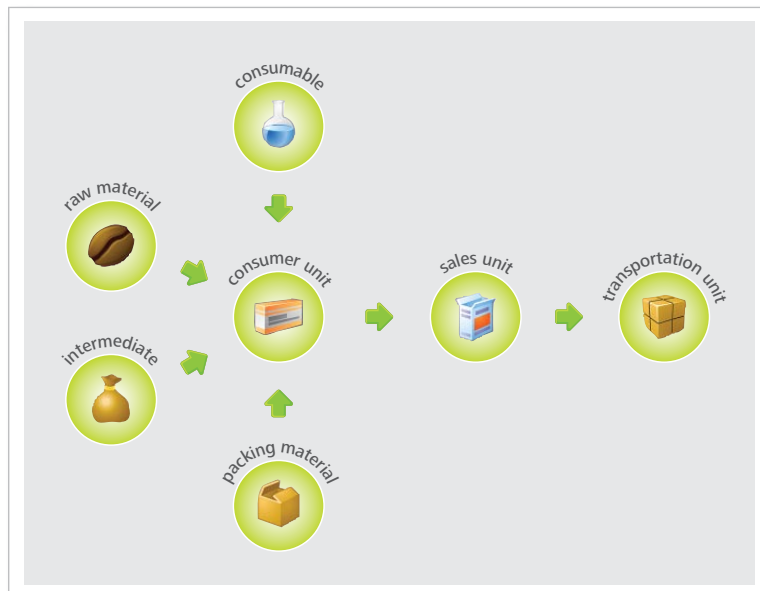 consumable
raw material
consumer unit
sales unit
transportation unit
intermediate
packing material